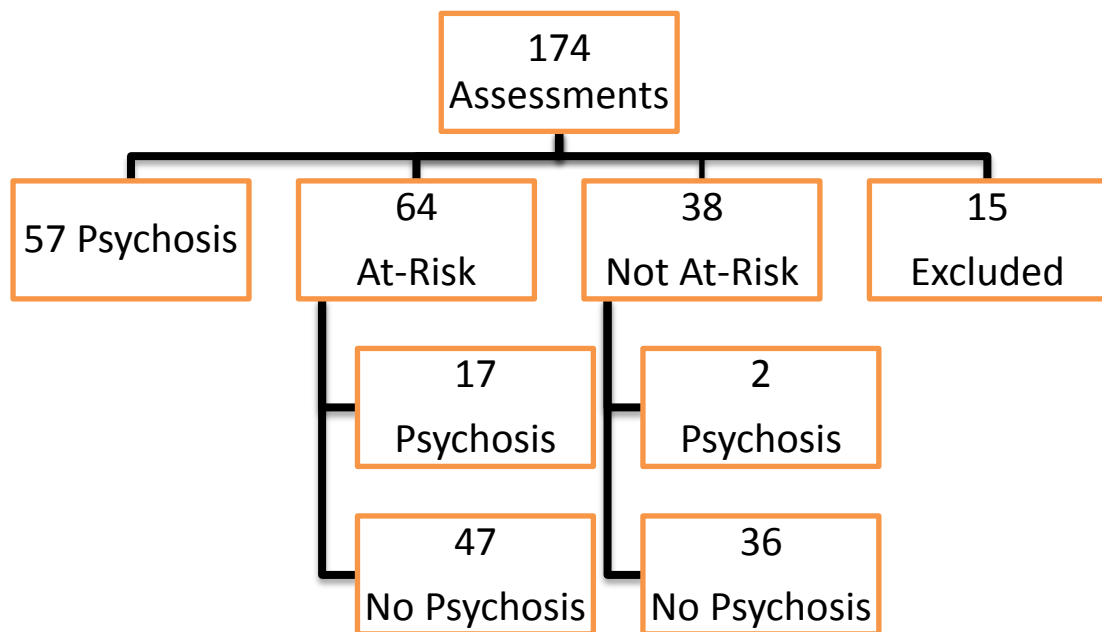 174
Assessments
57 Psychosis
64
At-Risk
38
Not At-Risk
15
Excluded
17
Psychosis
2
Psychosis
47
No Psychosis
36
No Psychosis